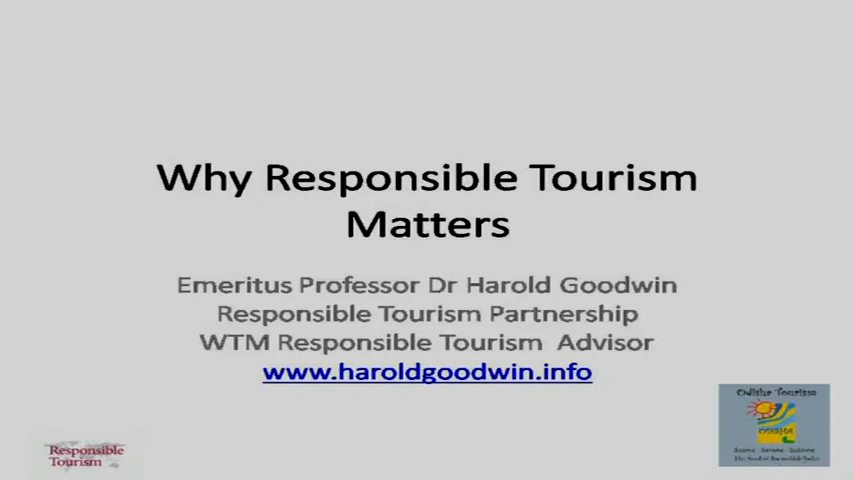 Why Responsible Tourism
Matters
Emeritus Professor Dr Harold Goodwin
Responsible Tourism Partnership
WTM Responsible Tourism Advisor
www.haroldgoodwin.info
Odisha Tourism
Responsible
Tourism